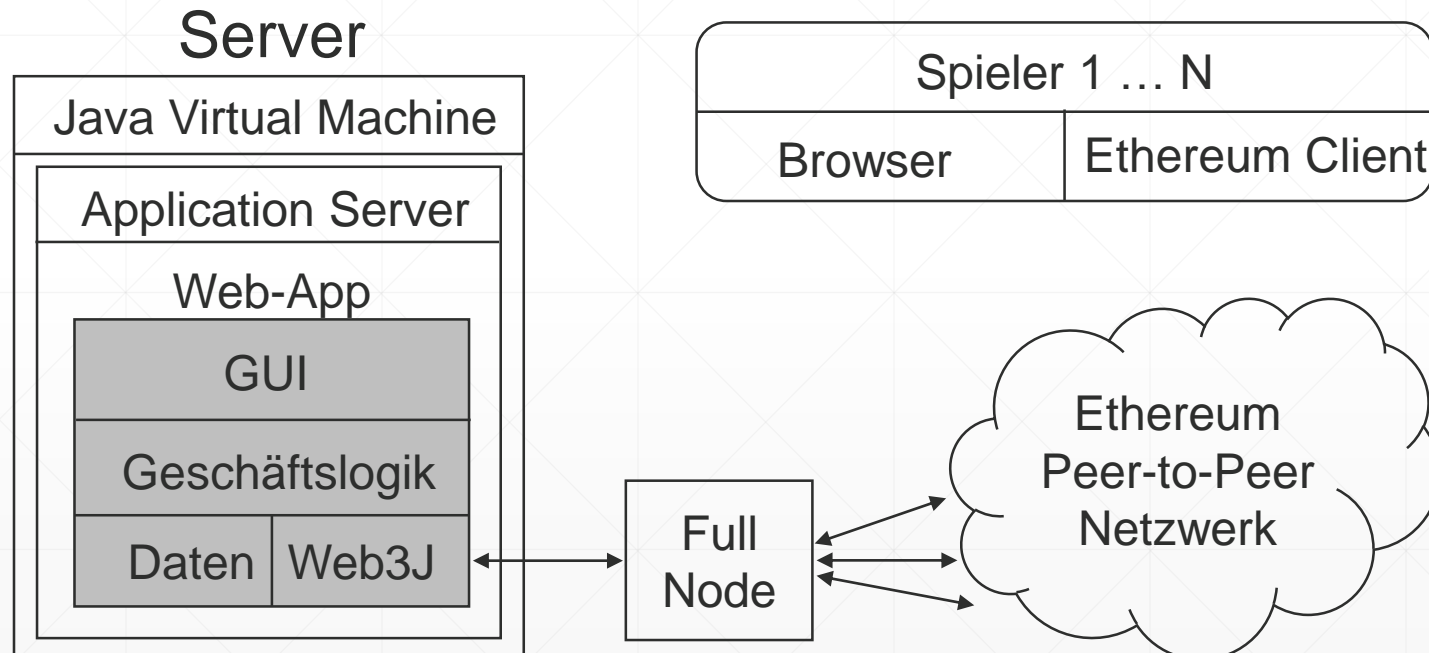 Server
Java Virtual Machine
Application Server
Web-App
GUI
Geschäftslogik
Daten
Web3J
Full
Node
Spieler 1 … N
Browser
Ethereum Client
Ethereum
Peer-to-Peer
Netzwerk